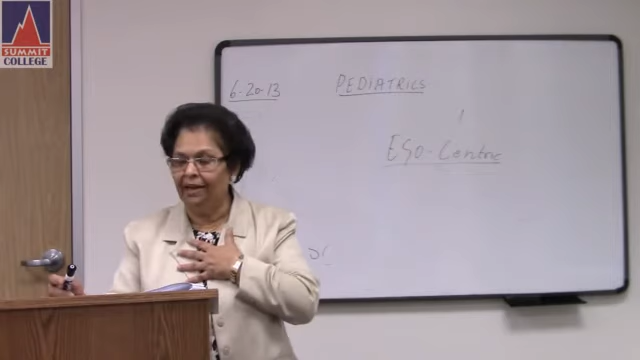 SUMMIT
COLLEGE
6-20-13
PEDIATRICS
EGO-Centric